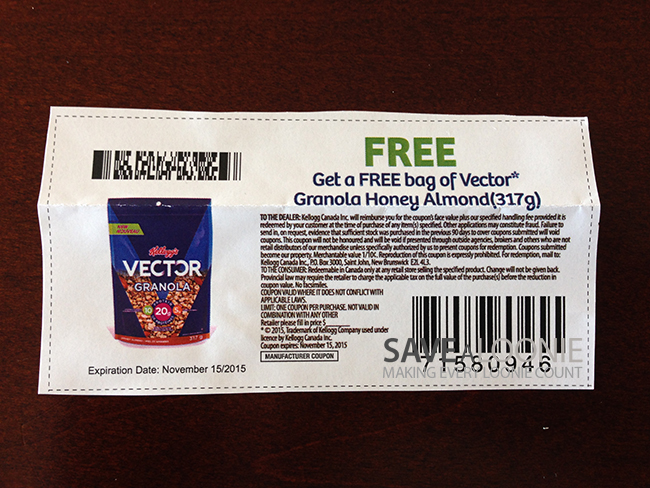 FREE
Get a FREE bag of Vector*
Granola Honey Almond(317g)
TO THE DEALER: Kellogg Canada Inc. will reimburse you for the coupon's face value plus our specified handling fee provided it is
redeemed by your customer at the time of purchase of any item(s) specified. Other applications may constitute fraud. Failure to
send in, on request, evidence that sufficient stock was purchased in the previous 90 days to cover coupons submitted will void
coupons. This coupon will not be honoured and will be void if presented through outside agencies, brokers and others who are not
retail distributors of our merchandise unless specifically authorized by us to present coupons for redemption. Coupons submitted
become our property. Merchantable value 1/10¢. Reproduction of this coupon is expressly prohibited. For redemption, mail to:
Kellogg Canada Inc., P.O. Box 3000, Saint John, New Brunswick E2L 4L3.
TO THE CONSUMER: Redeemable in Canada only at any retail store selling the specified product. Change will not be given back.
Provincial law may require the retailer to charge the applicable tax on the full value of the purchase(s) before the reduction in
coupon value. No facsimiles.
COUPON VALID WHERE IT DOES NOT CONFLICT WITH
APPLICABLE LAWS.
LIMIT: ONE COUPON PER PURCHASE. NOT VALID IN
COMBINATION WITH ANY OTHER
Retailer please fill in price $
* © 2015, Trademark of Kellogg Company used under
licence by Kellogg Canada Inc.
Coupon expires: November 15, 2015
MANUFACTURER COUPON
NEW
NOUVEAU
Kellogg's
VECTOR
GRANOLA
10 20g
317 g
Expiration Date: November 15/2015
71550946
SAVEALOONIE
MAKING EVERY LOONIE COUNT